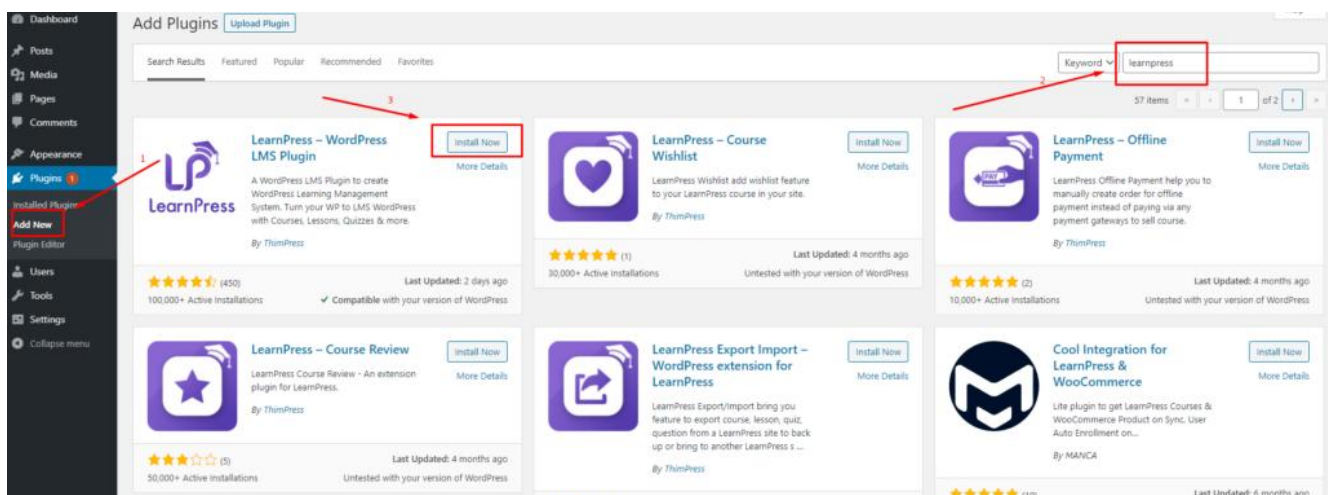 Dashboard
Posts
Media
Pages
Comments
Appearance
Plugins 1
Installed Plugins
Add New
Plugin Editor
Users
Tools
Settings
Collapse menu
Add Plugins Upload Plugin
Search Results Featured Popular Recommended Favorites
Keyword learnpress
57 items « ‹ 1 of 2 › »
1
2
3
LearnPress
LearnPress – WordPress
LMS Plugin
Install Now
More Details
A WordPress LMS Plugin to create
WordPress Learning Management
System. Turn your WP to LMS WordPress
with Courses, Lessons, Quizzes & more.
By ThimPress
(450)
Last Updated: 2 days ago
100,000+ Active Installations
Compatible with your version of WordPress
LearnPress – Course
Wishlist
Install Now
More Details
LearnPress Wishlist add wishlist feature
to your LearnPress course in your site.
By ThimPress
(1)
Last Updated: 4 months ago
30,000+ Active Installations
Untested with your version of WordPress
PAY
LearnPress – Offline
Payment
Install Now
More Details
LearnPress Offline Payment help you to
manually create order for offline
payment instead of paying via any
payment gateways to sell course.
By ThimPress
(2)
Last Updated: 4 months ago
10,000+ Active Installations
Untested with your version of WordPress
LearnPress – Course Review
Install Now
More Details
LearnPress Course Review - An extension
plugin for LearnPress.
By ThimPress
(5)
Last Updated: 4 months ago
50,000+ Active Installations
Untested with your version of WordPress
LearnPress Export Import –
WordPress extension for
LearnPress
Install Now
More Details
LearnPress Export/Import bring you
feature to export course, lesson, quiz,
question from a LearnPress site to back
up or bring to another LearnPress s ...
By ThimPress
Cool Integration for
LearnPress &
WooCommerce
Install Now
More Details
Lite plugin to get LearnPress Courses &
WooCommerce Product on Sync. User
Auto Enrollment on...
By MANCA
Last Updated: 6 months ago